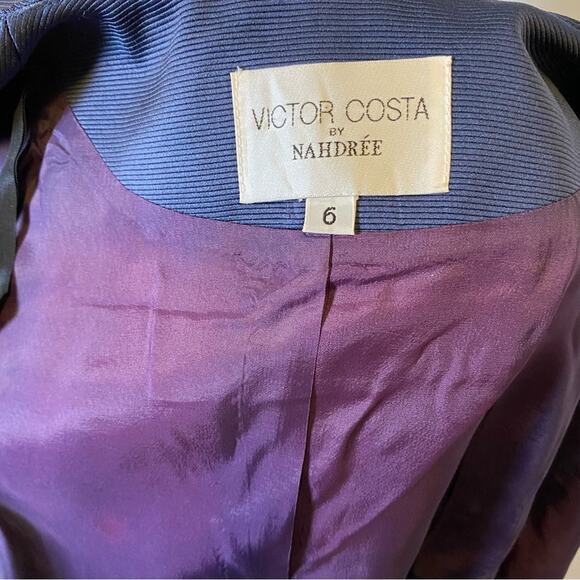 VICTOR COSTA
BY
NAHDRÉE
6